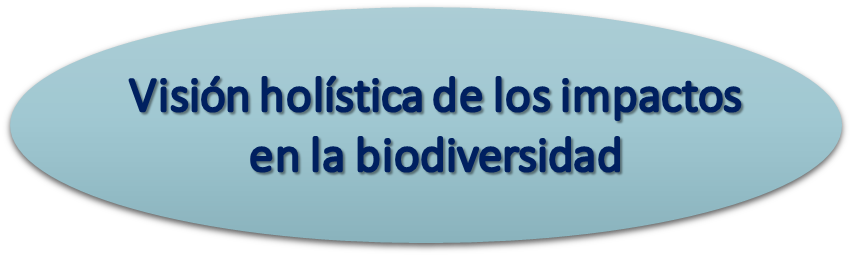 Visión holística de los impactos
en la biodiversidad